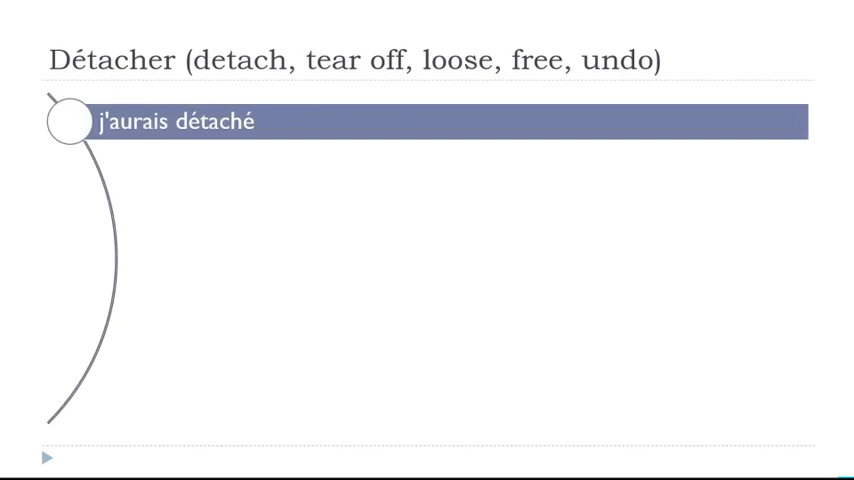 Détacher (detach, tear off, loose, free, undo)
j'aurais détaché